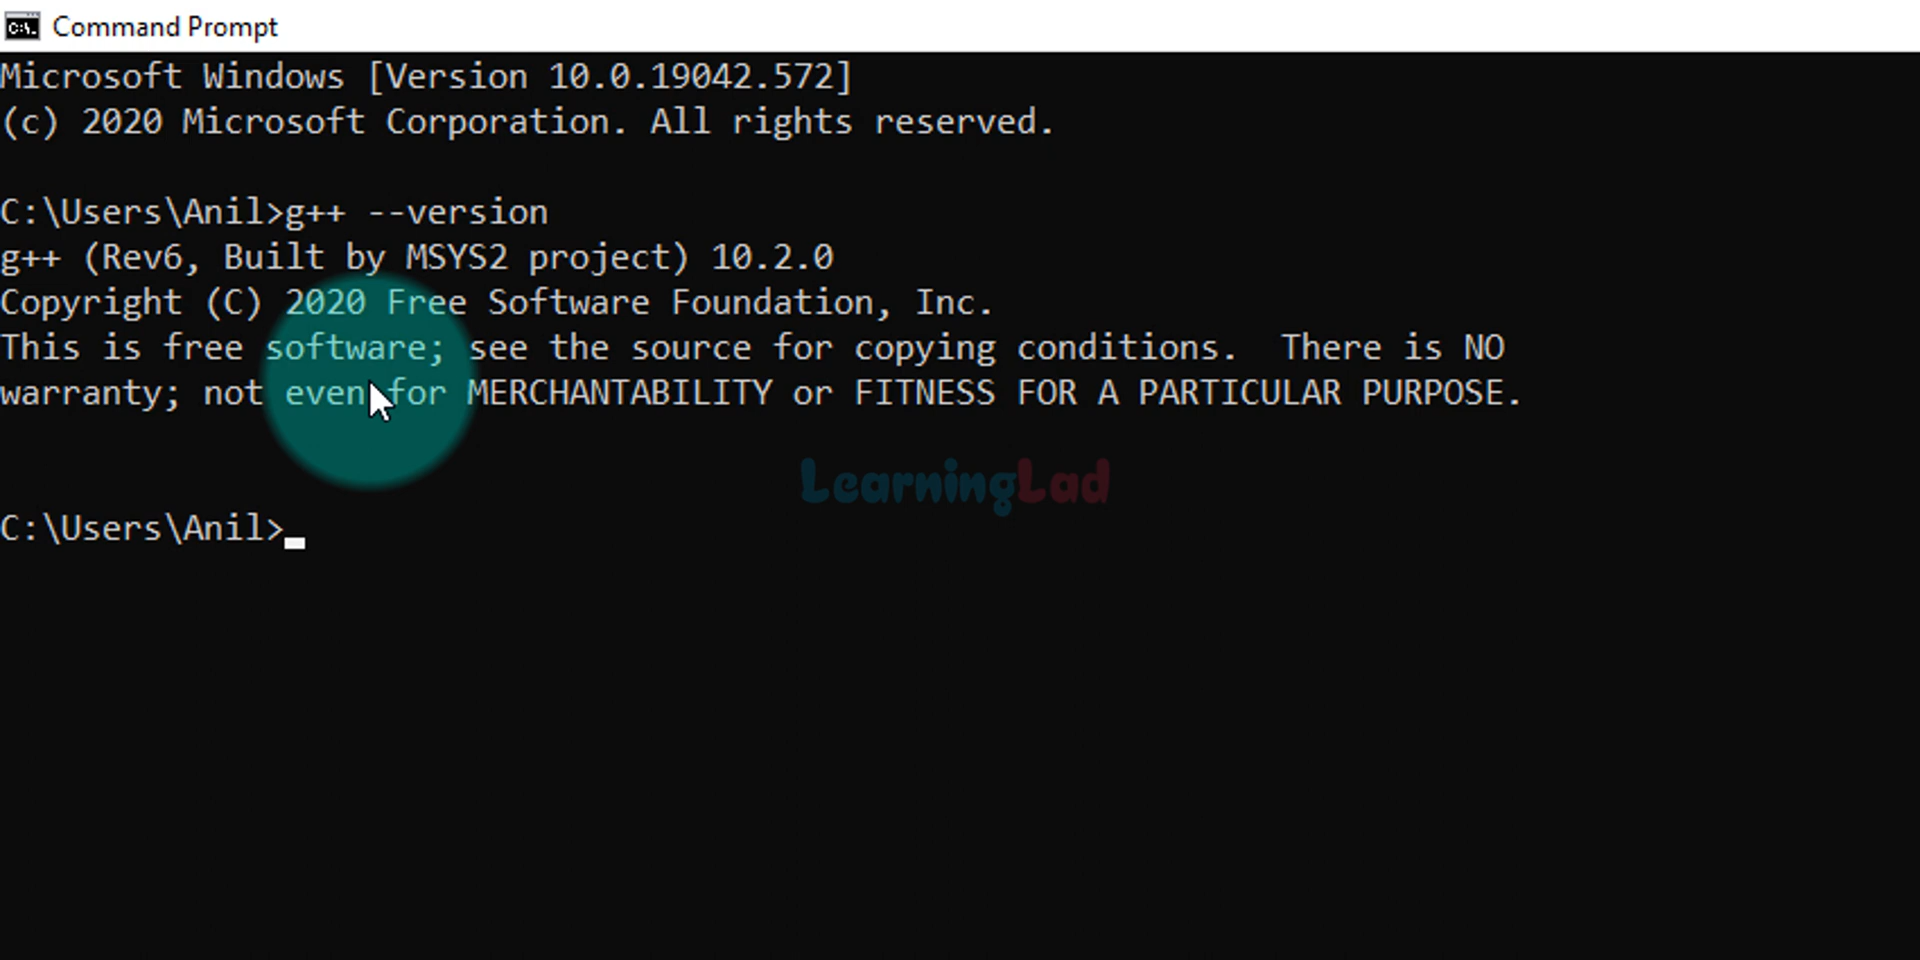 Command Prompt
Microsoft Windows [Version 10.0.19042.572]
(c) 2020 Microsoft Corporation. All rights reserved.
C:\Users\Anil>g++ --version
g++ (Rev6, Built by MSYS2 project) 10.2.0
Copyright (C) 2020 Free Software Foundation, Inc.
This is free software; see the source for copying conditions.  There is NO
warranty; not even for MERCHANTABILITY or FITNESS FOR A PARTICULAR PURPOSE.
LearningLad
C:\Users\Anil>